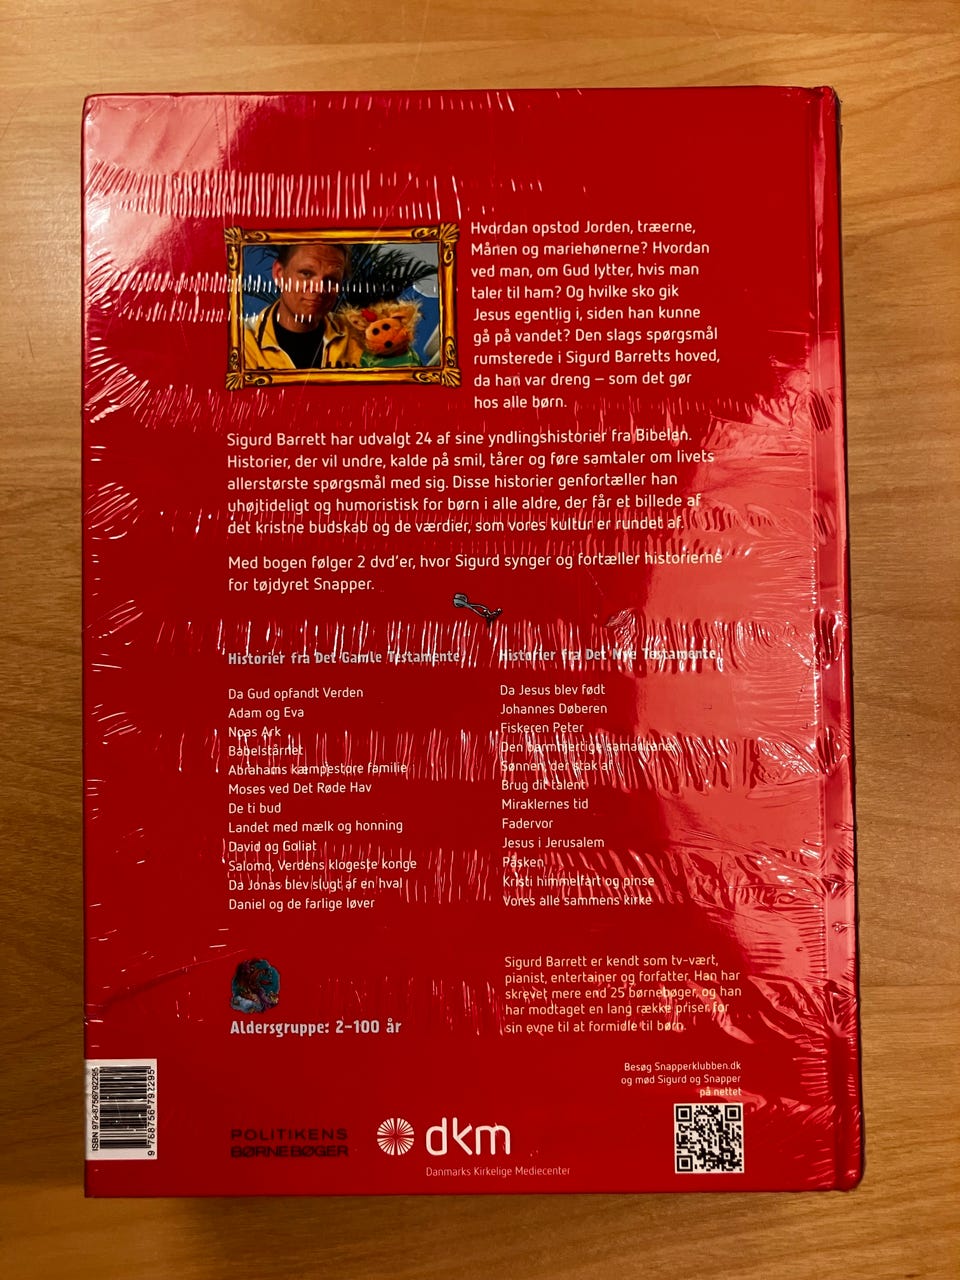 Hvordan opstod Jorden, træerne,
Månen og mariehønerne? Hvordan
ved man, om Gud lytter, hvis man
taler til ham? Og hvilke sko gik
Jesus egentlig i, siden han kunne
gå på vandet? Den slags spørgsmål
rumsterede i Sigurd Barretts hoved,
da han var dreng – som det gør
hos alle børn.
Sigurd Barrett har udvalgt 24 af sine yndlingshistorier fra Bibelen.
Historier, der vil undre, kalde på smil, tårer og føre samtaler om livets
allerstørste spørgsmål med sig. Disse historier genfortæller han
uhøjtideligt og humoristisk for børn i alle aldre, der får et billede af
det kristne budskab og de værdier, som vores kultur er rundet af.
Med bogen følger 2 dvd'er, hvor Sigurd synger og fortæller historierne
for tøjdyret Snapper.
Historier fra Det Gamle Testamente
Da Gud opfandt Verden
Adam og Eva
Noas Ark
Babelstårnet
Abrahams kæmpestore familie
Moses ved Det Røde Hav
De ti bud
Landet med mælk og honning
David og Goliat
Salomo, Verdens klogeste konge
Da Jonas blev slugt af en hval
Daniel og de farlige løver
Historier fra Det Nye Testamente
Da Jesus blev født
Johannes Døberen
Fiskeren Peter
Den barmhjertige samaritaner
Sønnen, der stak af
Brug dit talent
Miraklernes tid
Fadervor
Jesus i Jerusalem
Påsken
Kristi himmelfart og pinse
Vores alle sammens kirke
Aldersgruppe: 2-100 år
Sigurd Barrett er kendt som tv-vært,
pianist, entertainer og forfatter. Han har
skrevet mere end 25 børnebøger, og han
har modtaget en lang række priser for
sin evne til at formidle til børn.
Besøg Snapperklubben.dk
og mød Sigurd og Snapper
på nettet
ISBN 978-8756792295
9 788756 792295
POLITIKENS
BØRNEBØGER
dkm
Danmarks Kirkelige Mediecenter